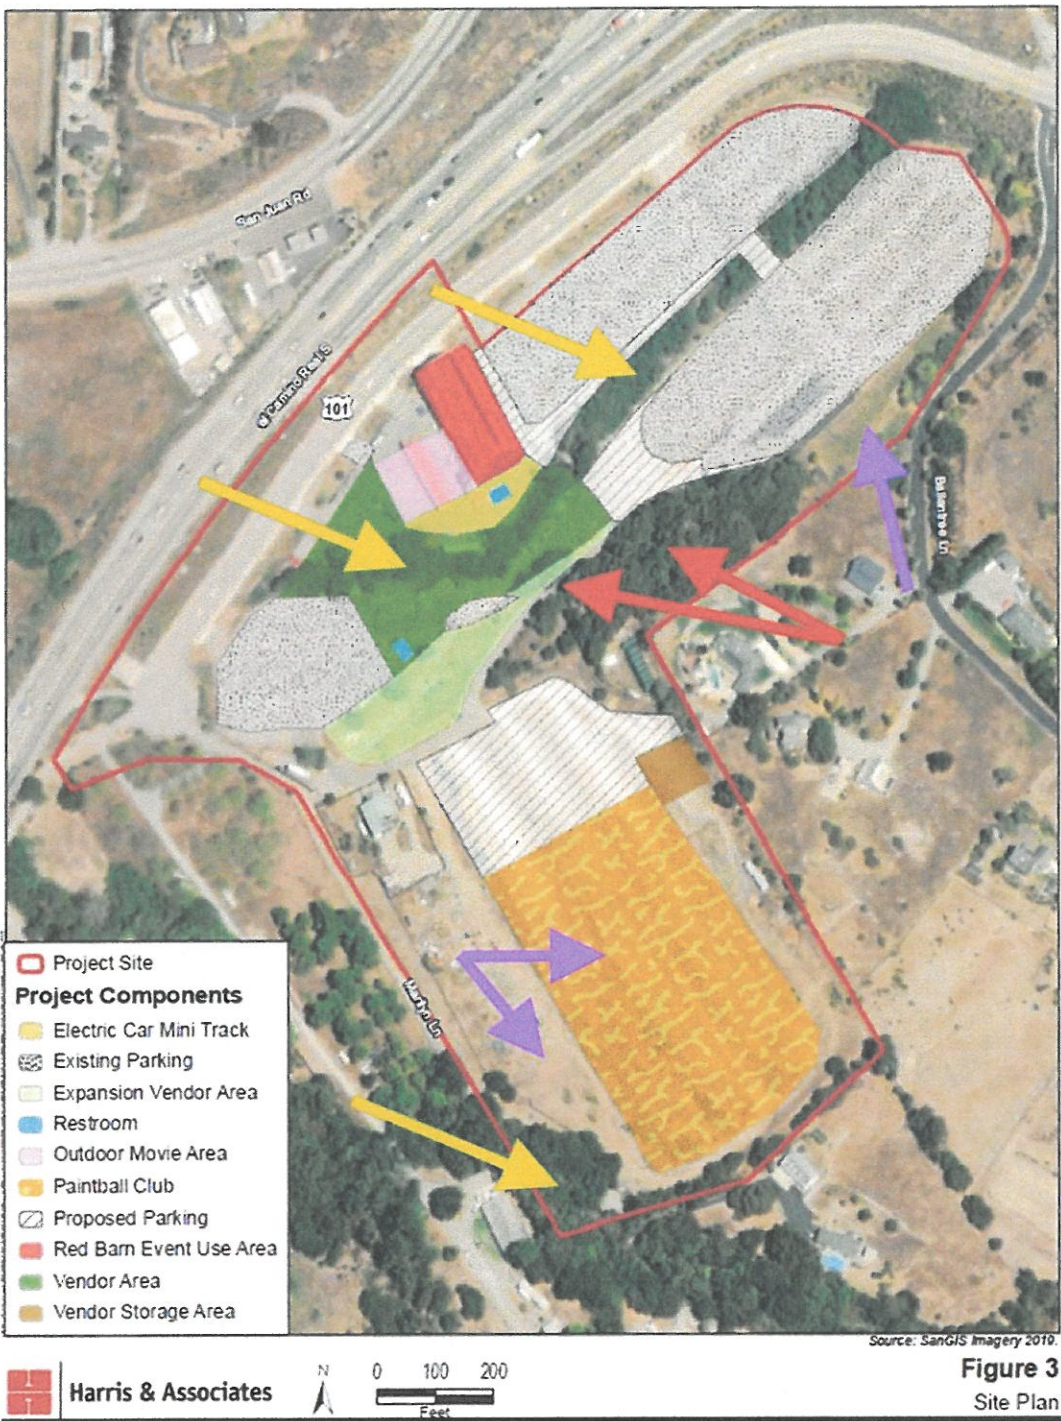 San Juan Rd
el Camino Real S
101
Ballantree Ln
Marlyn Ln
Project Site
Project Components
Electric Car Mini Track
Existing Parking
Expansion Vendor Area
Restroom
Outdoor Movie Area
Paintball Club
Proposed Parking
Red Barn Event Use Area
Vendor Area
Vendor Storage Area
Source: SanGIS Imagery 2019.
Harris & Associates
N
0 100 200
Feet
Figure 3
Site Plan